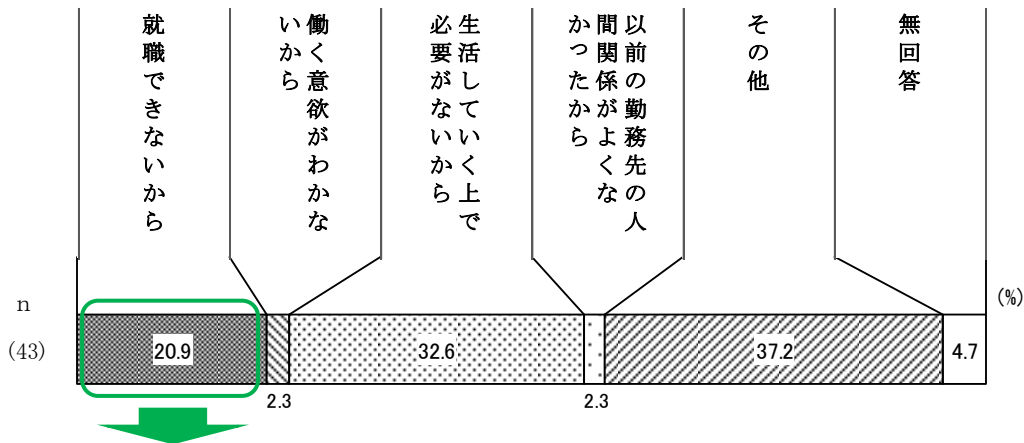 就職できないから
働く意欲がわかな
いから
生活していく上で
必要がないから
以前の勤務先の人
間関係がよくな
かったから
その他
無回答
n
(%)
(43)
20.9
32.6
37.2
4.7
2.3
2.3